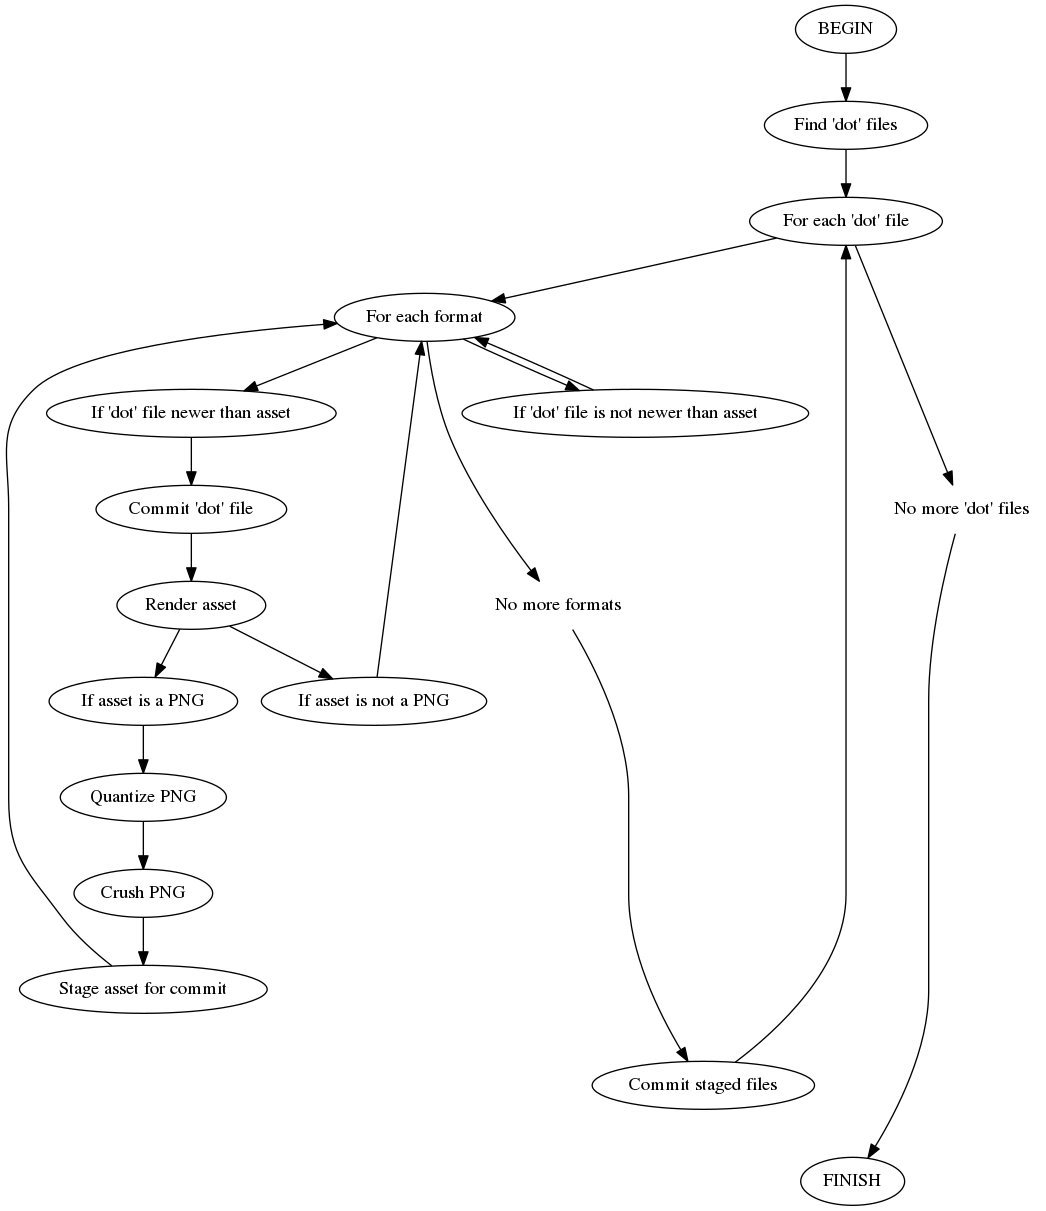 BEGIN
Find 'dot' files
For each 'dot' file
For each format
If 'dot' file newer than asset
If 'dot' file is not newer than asset
Commit 'dot' file
No more 'dot' files
Render asset
No more formats
If asset is a PNG
If asset is not a PNG
Quantize PNG
Crush PNG
Stage asset for commit
Commit staged files
FINISH